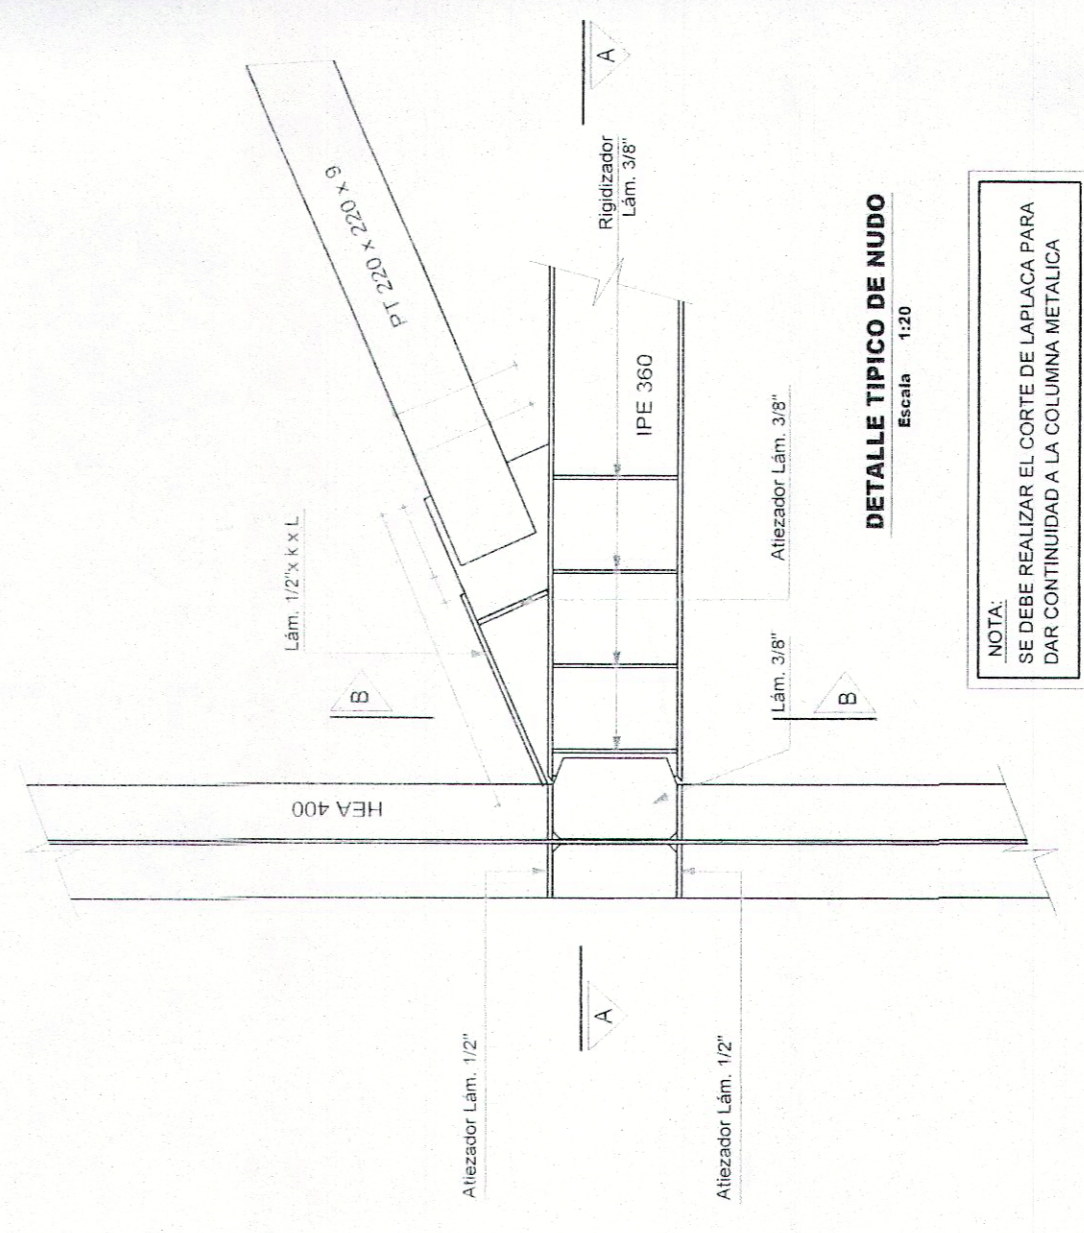 A
PT 220 x 220 x 9
Rigidizador
Lám. 3/8"
IPE 360
Lám. 1/2"x k x L
Atiezador Lám. 3/8"
B
Lám. 3/8"
B
HEA 400
Atiezador Lám. 1/2"
A
Atiezador Lám. 1/2"
DETALLE TIPICO DE NUDO
Escala 1:20
NOTA:
SE DEBE REALIZAR EL CORTE DE LAPLACA PARA
DAR CONTINUIDAD A LA COLUMNA METALICA